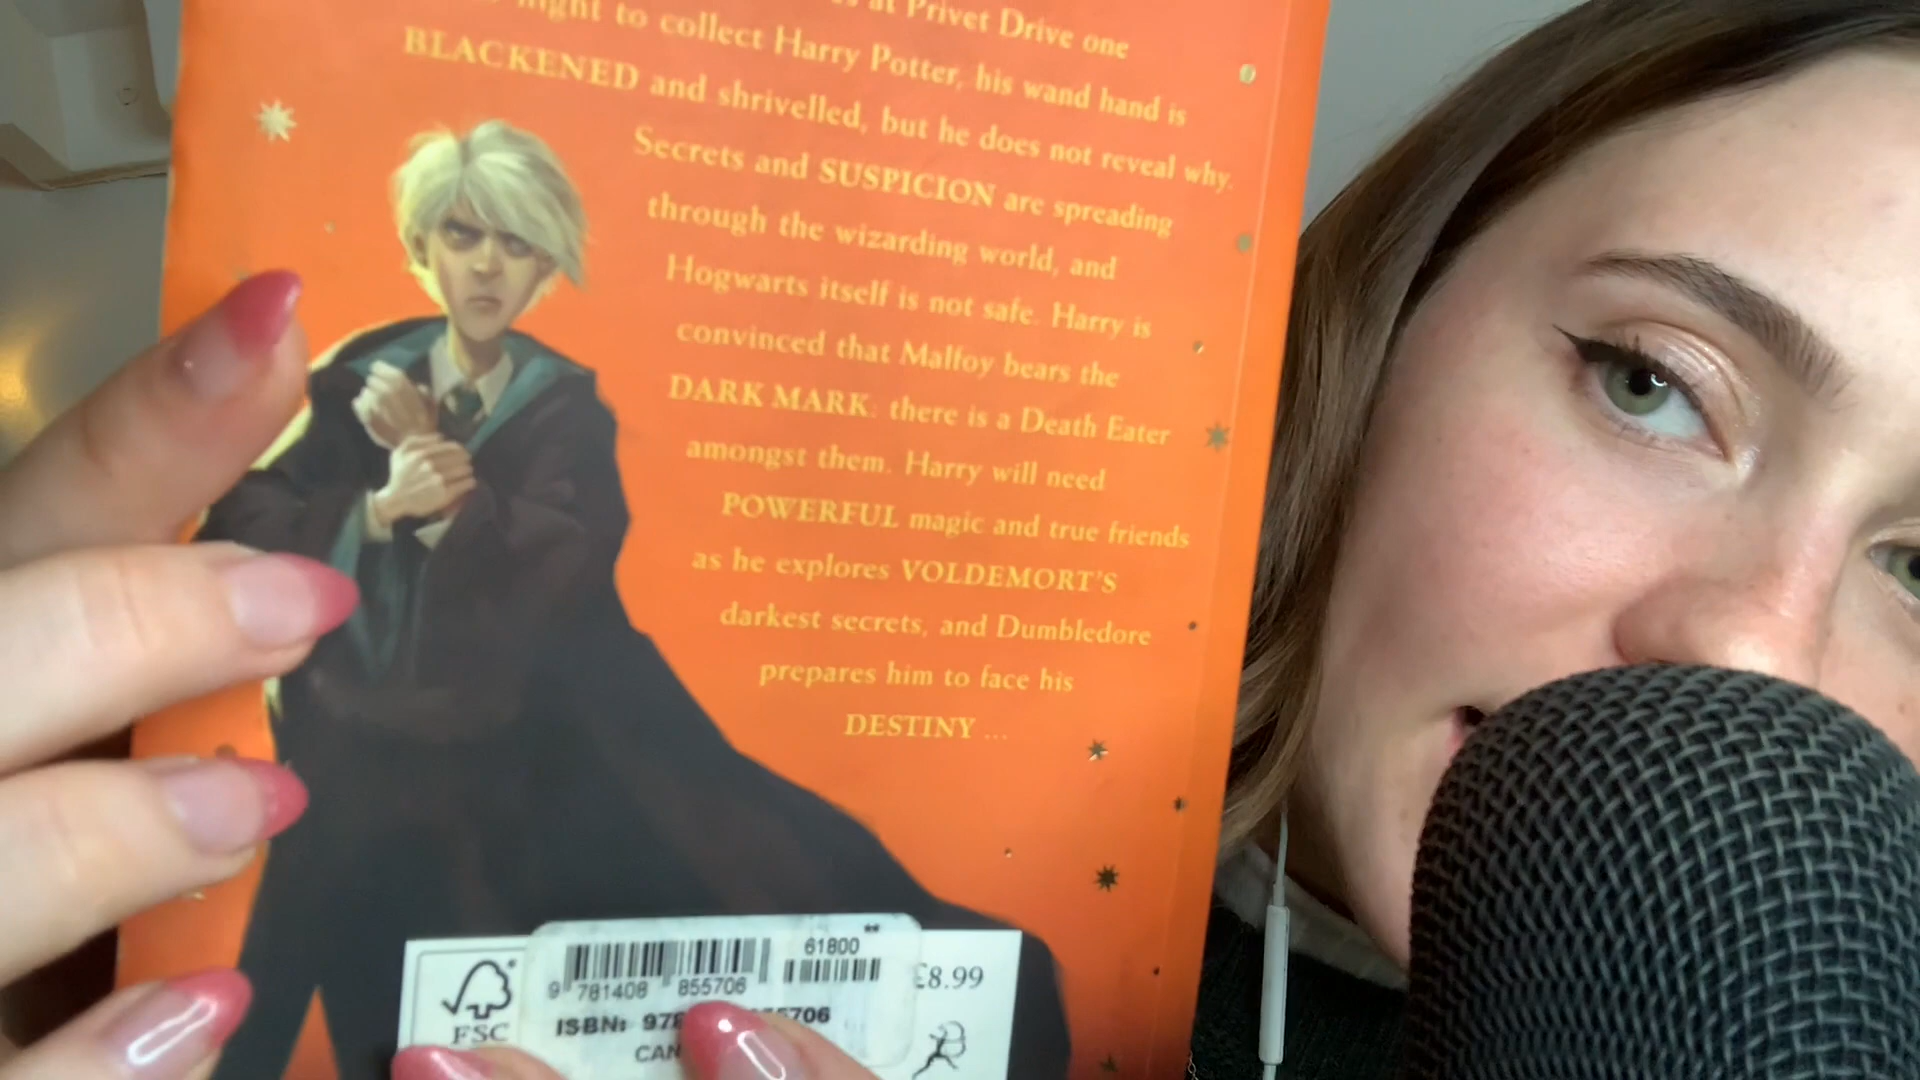 at Privet Drive one
night to collect Harry Potter, his wand hand is
BLACKENED and shrivelled, but he does not reveal why.
Secrets and SUSPICION are spreading
through the wizarding world, and
Hogwarts itself is not safe. Harry is
convinced that Malfoy bears the
DARK MARK: there is a Death Eater
amongst them. Harry will need
POWERFUL magic and true friends
as he explores VOLDEMORT'S
darkest secrets, and Dumbledore
prepares him to face his
DESTINY ...
61800 **
9 781408 855706
£8.99
ISBN: 978 5706
FSC
CAN